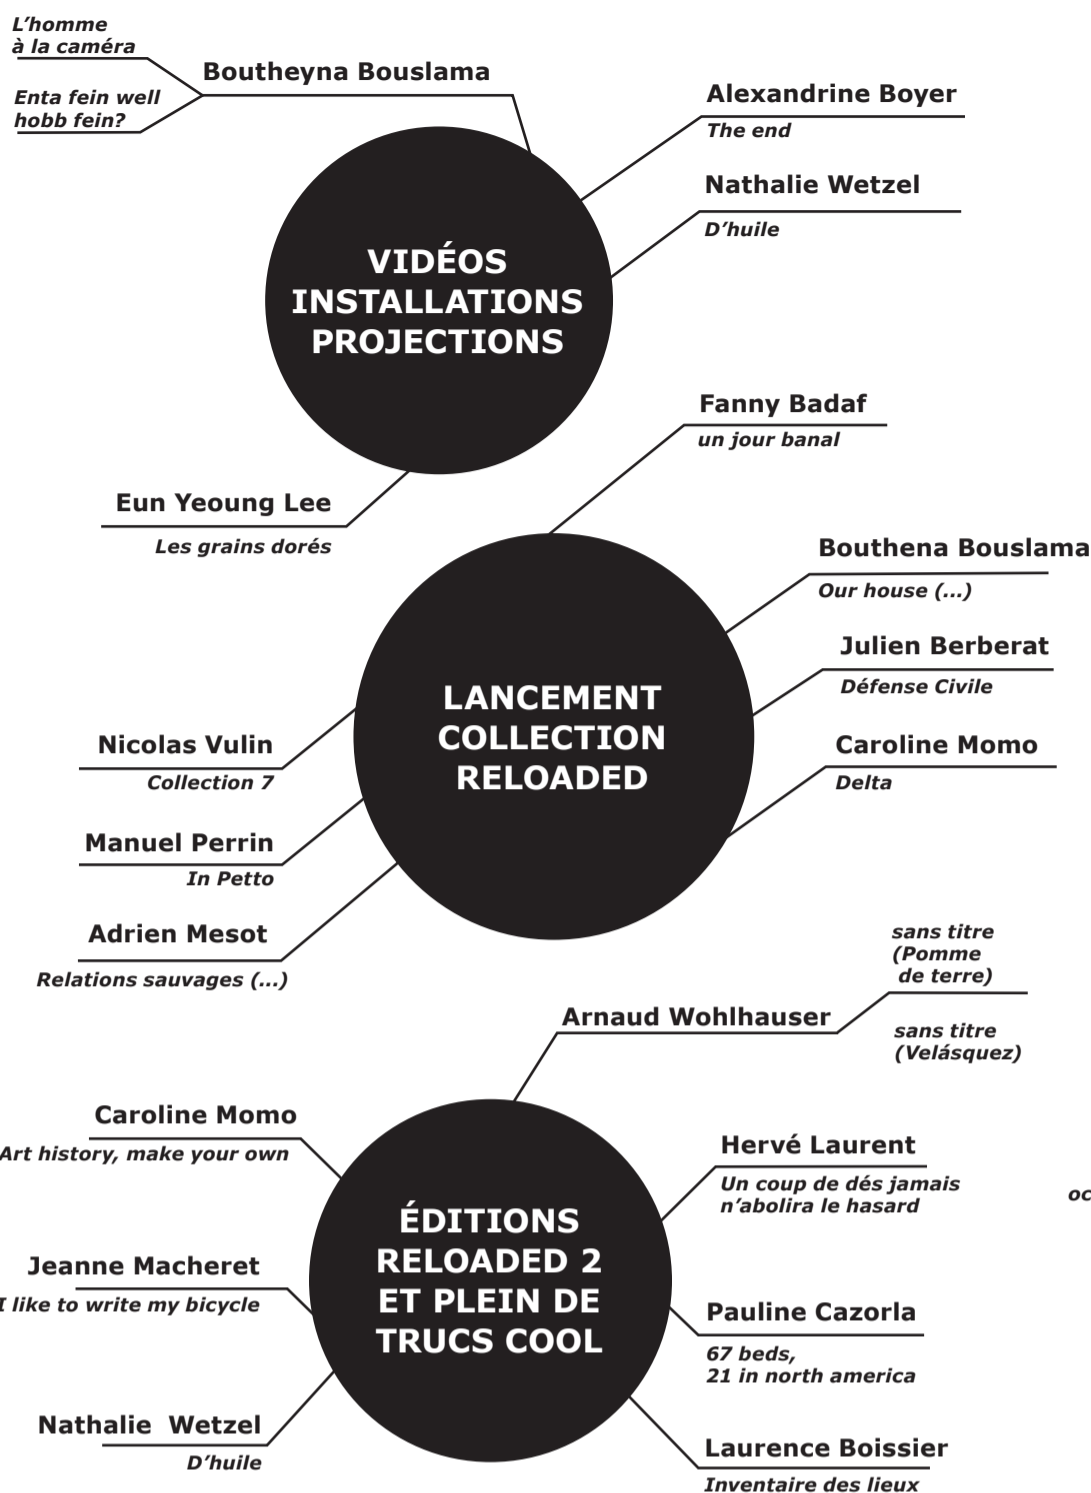 L'homme
à la caméra
Boutheyna Bouslama
Enta fein well
hobb fein?
Alexandrine Boyer
The end
Nathalie Wetzel
D'huile
VIDÉOS
INSTALLATIONS
PROJECTIONS
Eun Yeoung Lee
Les grains dorés
Fanny Badaf
un jour banal
Bouthena Bouslama
Our house (...)
Julien Berberat
Défense Civile
Caroline Momo
Delta
LANCEMENT
COLLECTION
RELOADED
Nicolas Vulin
Collection 7
Manuel Perrin
In Petto
Adrien Mesot
Relations sauvages (...)
sans titre
(Pomme
de terre)
Arnaud Wohlhauser
sans titre
(Velásquez)
Caroline Momo
Art history, make your own
Hervé Laurent
Un coup de dés jamais
n'abolira le hasard
oc
ÉDITIONS
RELOADED 2
ET PLEIN DE
TRUCS COOL
Jeanne Macheret
I like to write my bicycle
Pauline Cazorla
67 beds,
21 in north america
Nathalie Wetzel
D'huile
Laurence Boissier
Inventaire des lieux